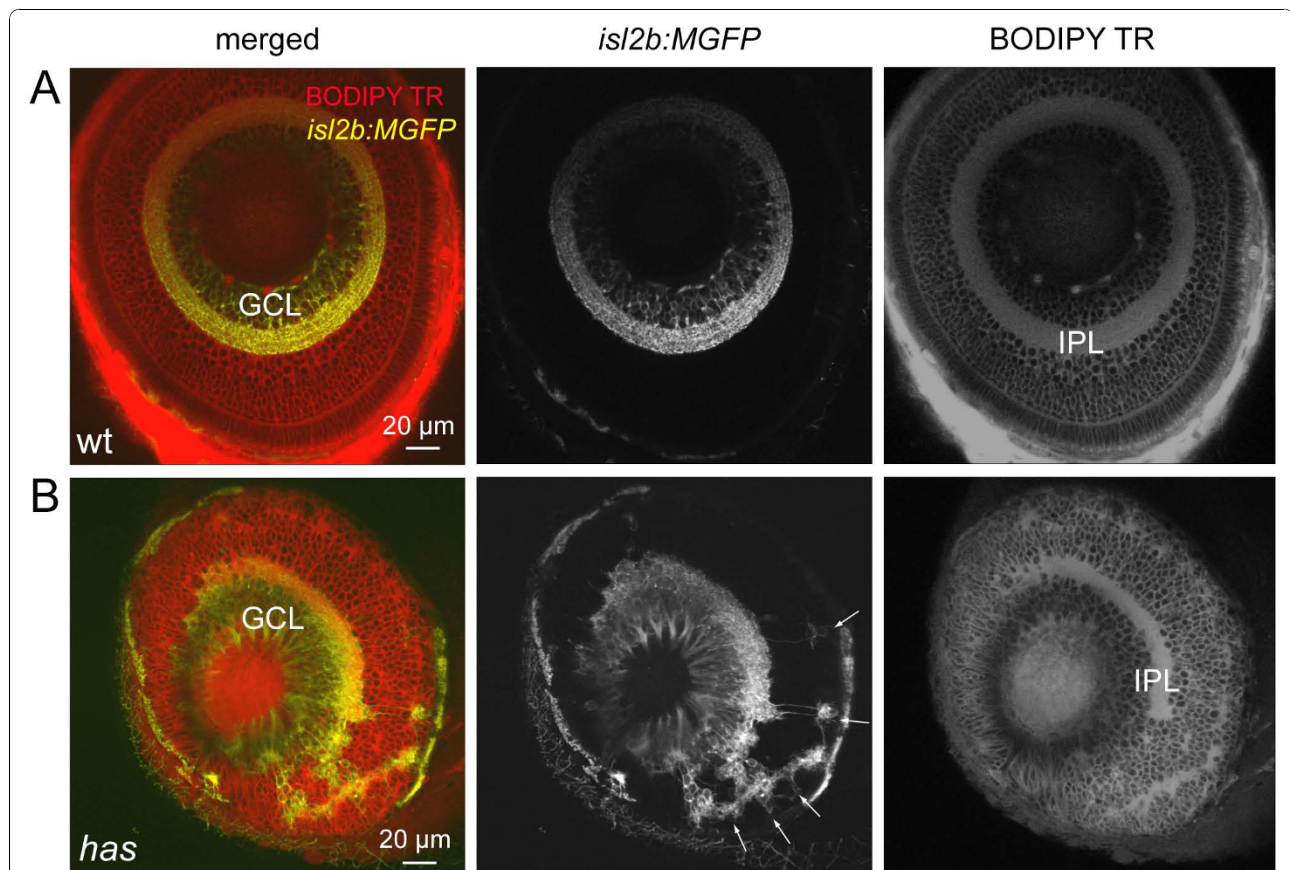 merged isl2b:MGFP BODIPY TR
A
BODIPY TR
isl2b:MGFP
GCL
IPL
20 µm
wt
B
GCL
IPL
20 µm
has